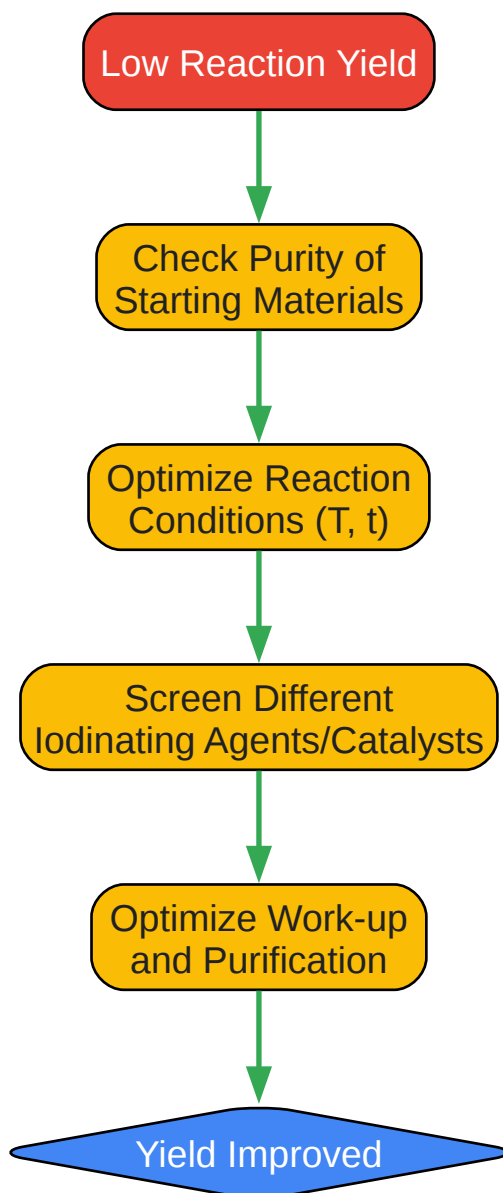 Low Reaction Yield
Check Purity of
Starting Materials
Optimize Reaction
Conditions (T, t)
Screen Different
Iodinating Agents/Catalysts
Optimize Work-up
and Purification
Yield Improved